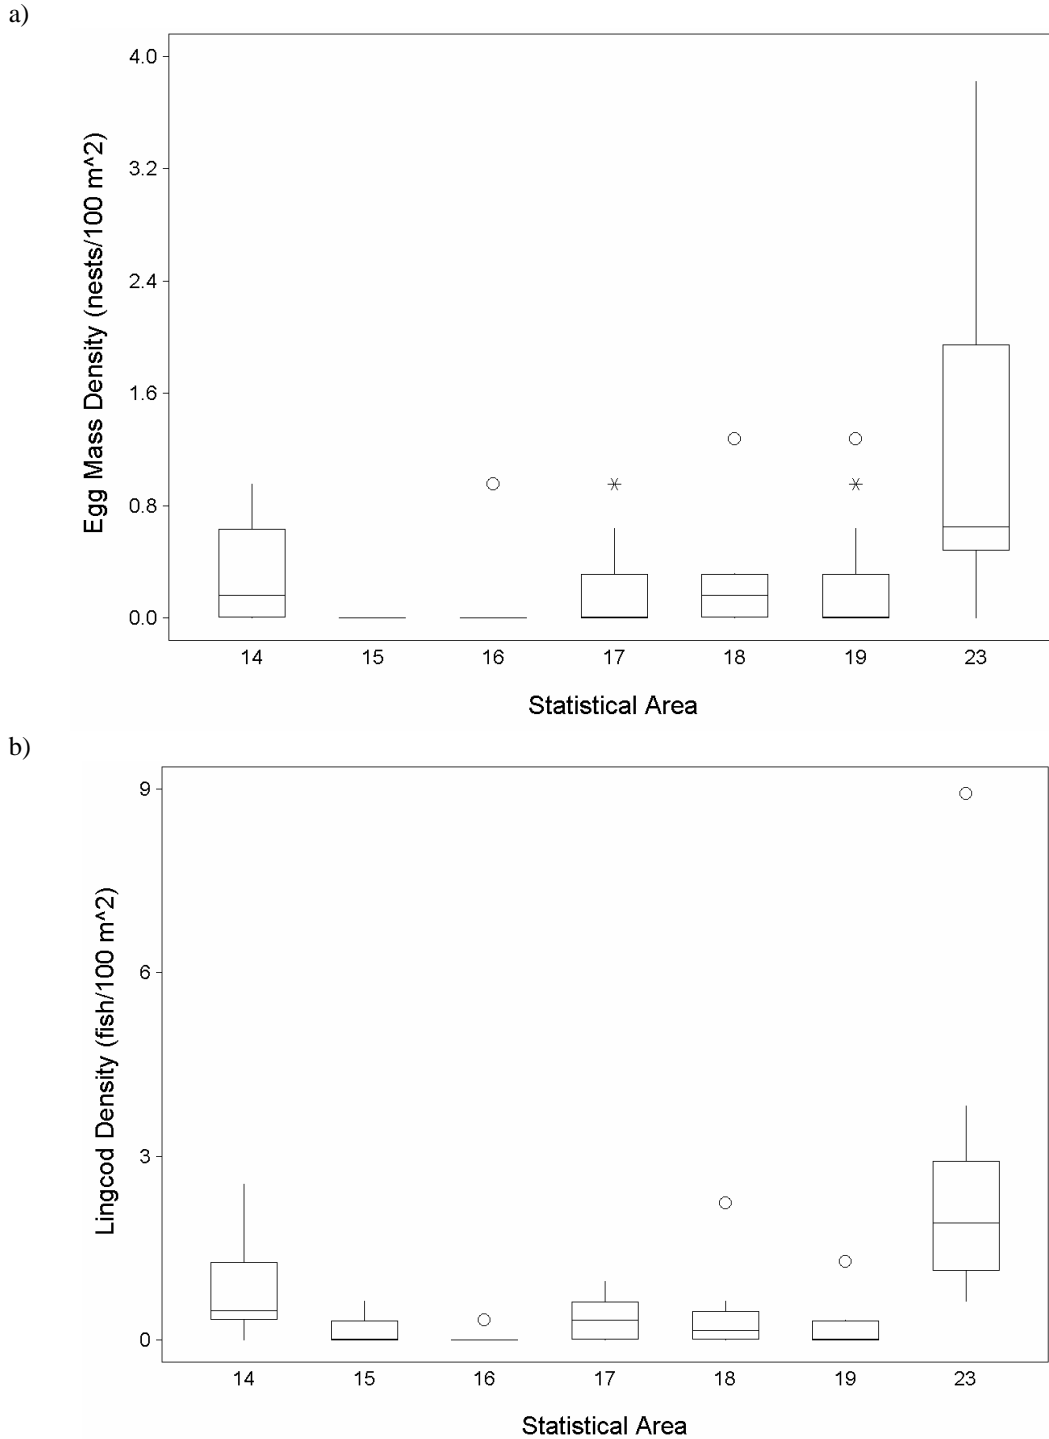 a)
4.0
3.2
2.4
1.6
0.8
0.0
Egg Mass Density (nests/100 m^2)
14 15 16 17 18 19 23
Statistical Area
b)
9
6
3
0
Lingcod Density (fish/100 m^2)
14 15 16 17 18 19 23
Statistical Area